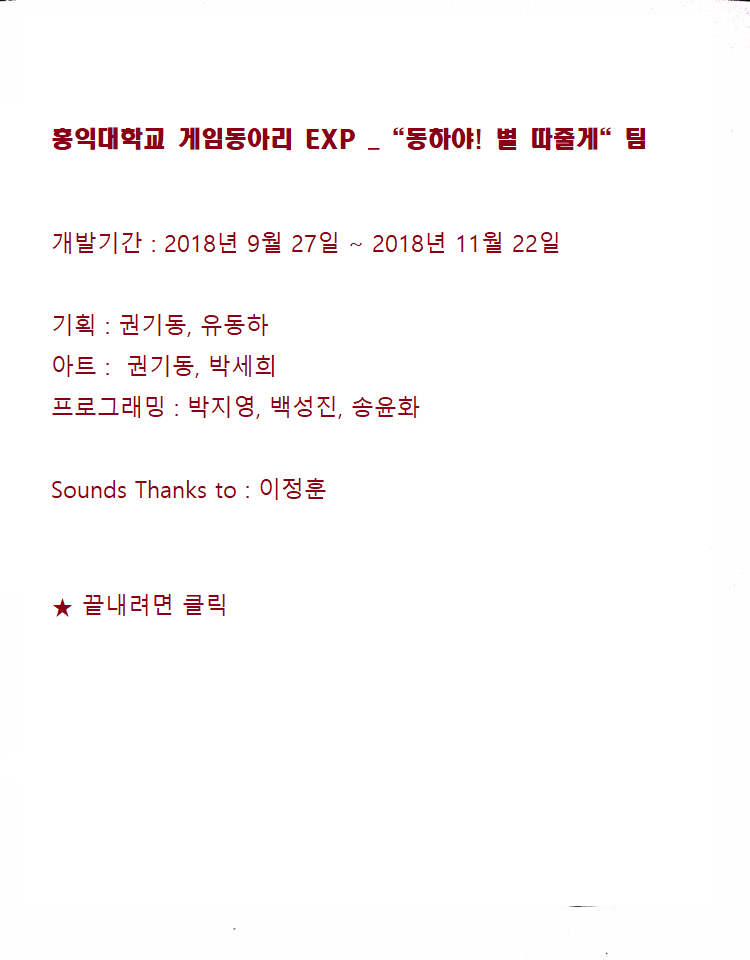 홍익대학교 게임동아리 EXP _ “동하야! 별 따줄게“ 팀
개발기간 : 2018년 9월 27일 ~ 2018년 11월 22일
기획 : 권기동, 유동하
아트 :  권기동, 박세희
프로그래밍 : 박지영, 백성진, 송윤화
Sounds Thanks to : 이정훈
★ 끝내려면 클릭